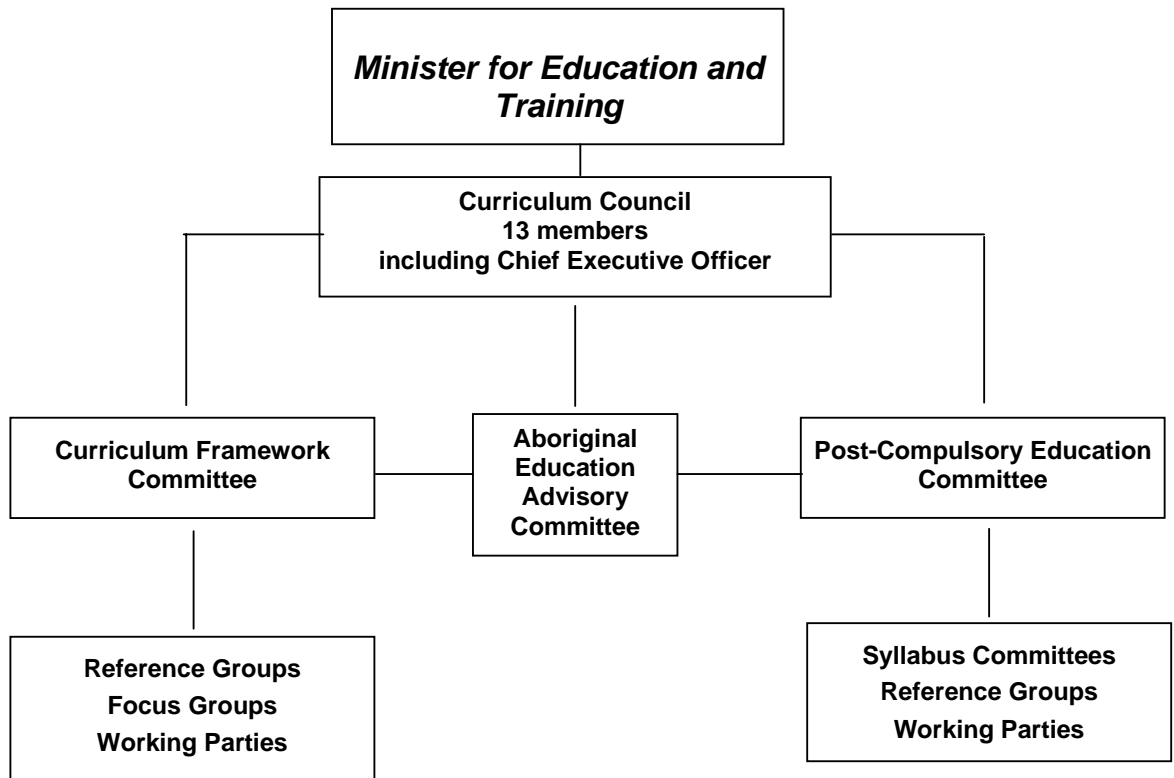 Minister for Education and
Training
Curriculum Council
13 members
including Chief Executive Officer
Curriculum Framework
Committee
Aboriginal
Education
Advisory
Committee
Post-Compulsory Education
Committee
Reference Groups
Focus Groups
Working Parties
Syllabus Committees
Reference Groups
Working Parties